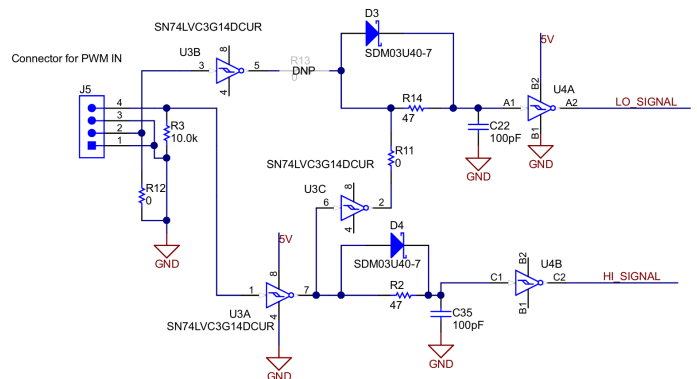 SN74LVC3G14DCUR
D3
Connector for PWM IN
U3B
8
3
5
4
R13
0
DNP
SDM03U40-7
5V
J5
4
3
2
1
R3
10.0k
R14
47
B2
U4A
A1
A2
LO_SIGNAL
B1
C22
100pF
GND
GND
SN74LVC3G14DCUR
R11
0
R12
0
U3C
8
6
2
4
D4
SDM03U40-7
GND
5V
8
1
7
4
U3A
SN74LVC3G14DCUR
GND
R2
47
C35
100pF
GND
B2
U4B
C1
C2
HI_SIGNAL
B1